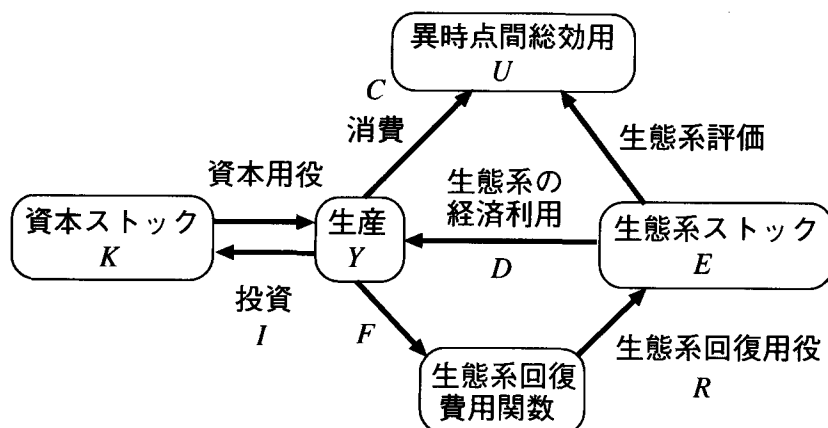 異時点間総効用
U
C
消費
生態系評価
資本用役
生態系の
経済利用
資本ストック
K
生産
Y
生態系ストック
E
D
投資
I
F
生態系回復用役
R
生態系回復
費用関数